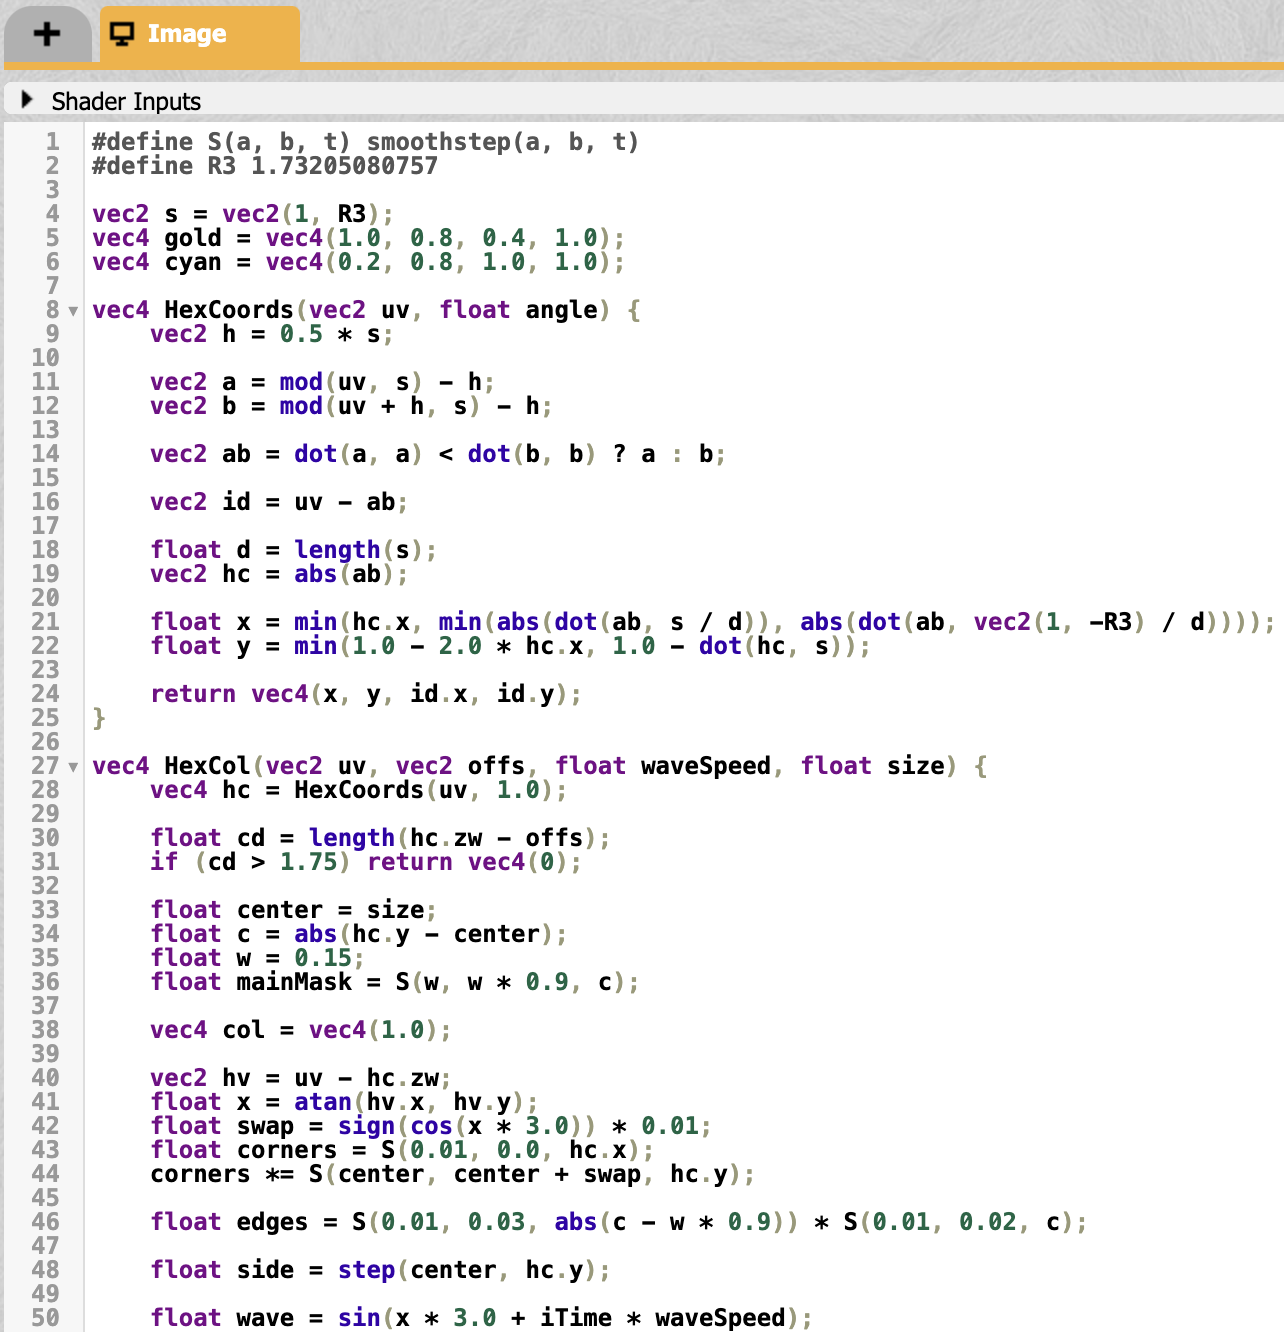 + Image
Shader Inputs
1 #define S(a, b, t) smoothstep(a, b, t)
2 #define R3 1.73205080757
3
4 vec2 s = vec2(1, R3);
5 vec4 gold = vec4(1.0, 0.8, 0.4, 1.0);
6 vec4 cyan = vec4(0.2, 0.8, 1.0, 1.0);
7
8 vec4 HexCoords(vec2 uv, float angle) {
9     vec2 h = 0.5 * s;
10
11     vec2 a = mod(uv, s) - h;
12     vec2 b = mod(uv + h, s) - h;
13
14     vec2 ab = dot(a, a) < dot(b, b) ? a : b;
15
16     vec2 id = uv - ab;
17
18     float d = length(s);
19     vec2 hc = abs(ab);
20
21     float x = min(hc.x, min(abs(dot(ab, s / d)), abs(dot(ab, vec2(1, -R3) / d))));
22     float y = min(1.0 - 2.0 * hc.x, 1.0 - dot(hc, s));
23
24     return vec4(x, y, id.x, id.y);
25 }
26
27 vec4 HexCol(vec2 uv, vec2 offs, float waveSpeed, float size) {
28     vec4 hc = HexCoords(uv, 1.0);
29
30     float cd = length(hc.zw - offs);
31     if (cd > 1.75) return vec4(0);
32
33     float center = size;
34     float c = abs(hc.y - center);
35     float w = 0.15;
36     float mainMask = S(w, w * 0.9, c);
37
38     vec4 col = vec4(1.0);
39
40     vec2 hv = uv - hc.zw;
41     float x = atan(hv.x, hv.y);
42     float swap = sign(cos(x * 3.0)) * 0.01;
43     float corners = S(0.01, 0.0, hc.x);
44     corners *= S(center, center + swap, hc.y);
45
46     float edges = S(0.01, 0.03, abs(c - w * 0.9)) * S(0.01, 0.02, c);
47
48     float side = step(center, hc.y);
49
50     float wave = sin(x * 3.0 + iTime * waveSpeed);